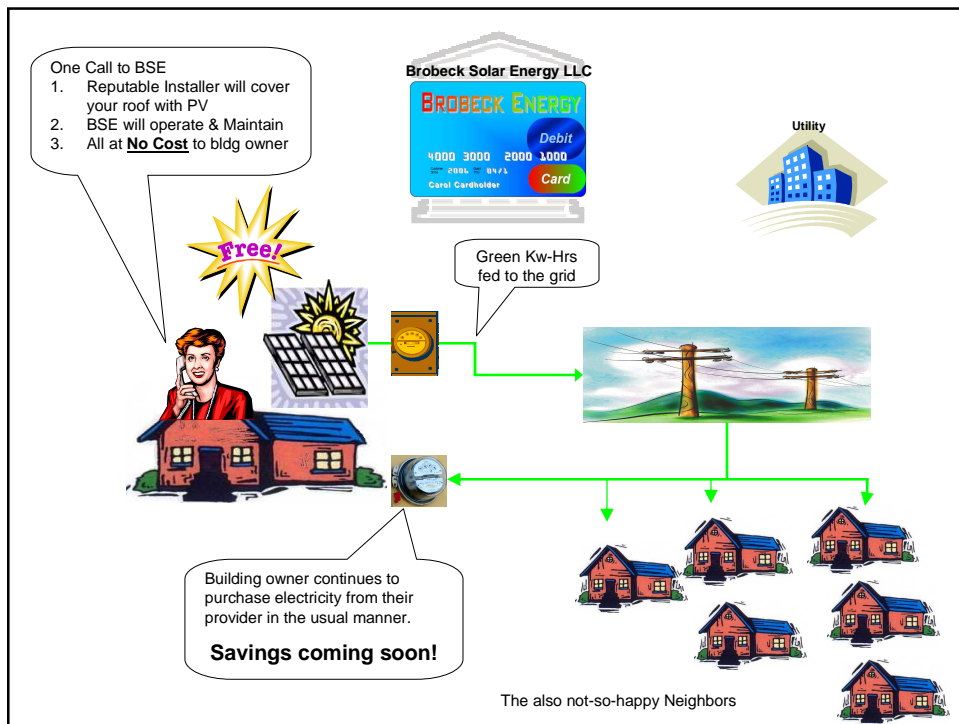 One Call to BSE
1. Reputable Installer will cover
your roof with PV
2. BSE will operate & Maintain
3. All at No Cost to bldg owner
Brobeck Solar Energy LLC
BROBECK ENERGY
Debit
4000 3000 2000 1000
2006 04/1
Card
Carol Cardholder
Utility
Free!
Green Kw-Hrs
fed to the grid
Building owner continues to
purchase electricity from their
provider in the usual manner.
Savings coming soon!
The also not-so-happy Neighbors